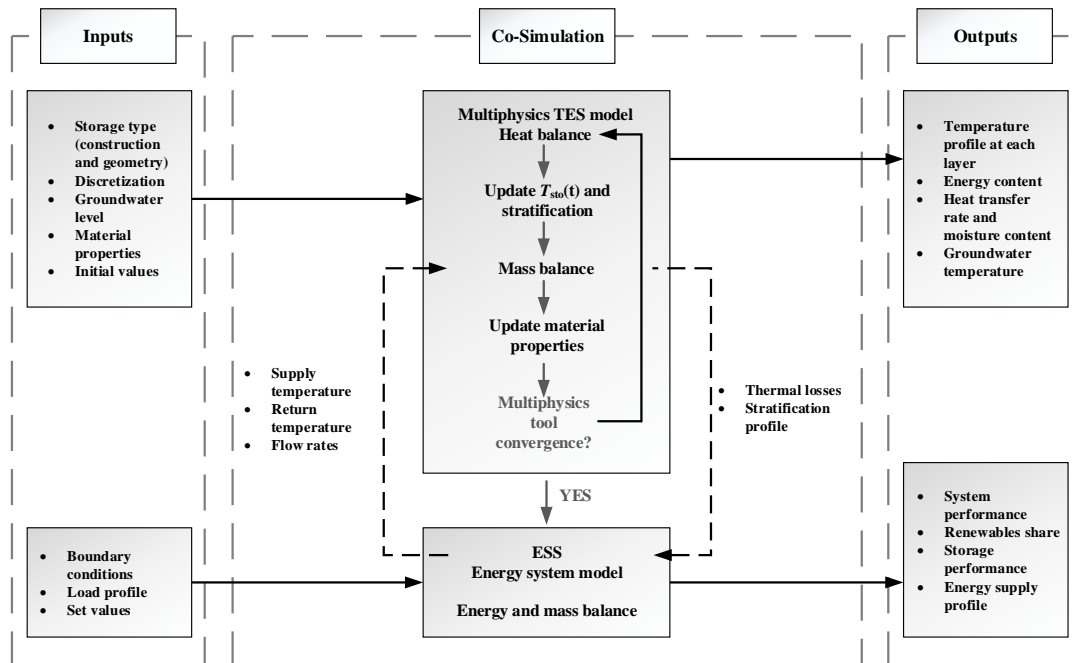 Inputs
Co-Simulation
Outputs
• Storage type
(construction
and geometry)
• Discretization
• Groundwater
level
• Material
properties
• Initial values
Multiphysics TES model
Heat balance
Update Tsto(t) and
stratification
Mass balance
Update material
properties
Multiphysics
tool
convergence?
• Temperature
profile at each
layer
• Energy content
• Heat transfer
rate and
moisture content
• Groundwater
temperature
• Supply
temperature
• Return
temperature
• Flow rates
• Thermal losses
• Stratification
profile
YES
• Boundary
conditions
• Load profile
• Set values
ESS
Energy system model
Energy and mass balance
• System
performance
• Renewables share
• Storage
performance
• Energy supply
profile